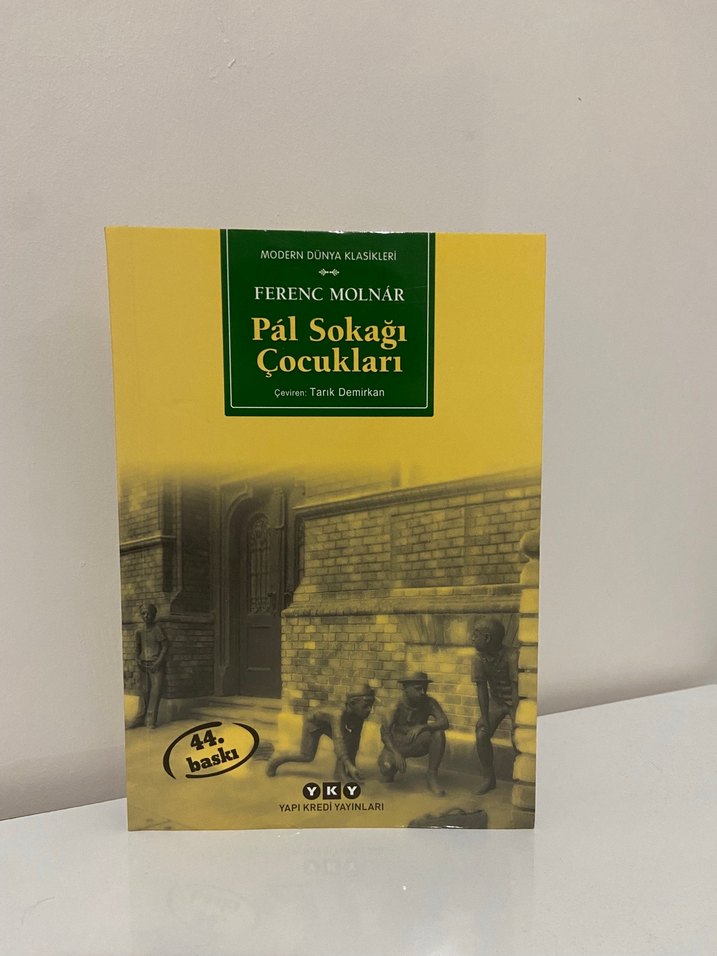 MODERN DÜNYA KLASİKLERİ
FERENC MOLNÁR
Pál Sokağı
Çocukları
Çeviren: Tarık Demirkan
44.
baskı
YKY
YAPI KREDİ YAYINLARI